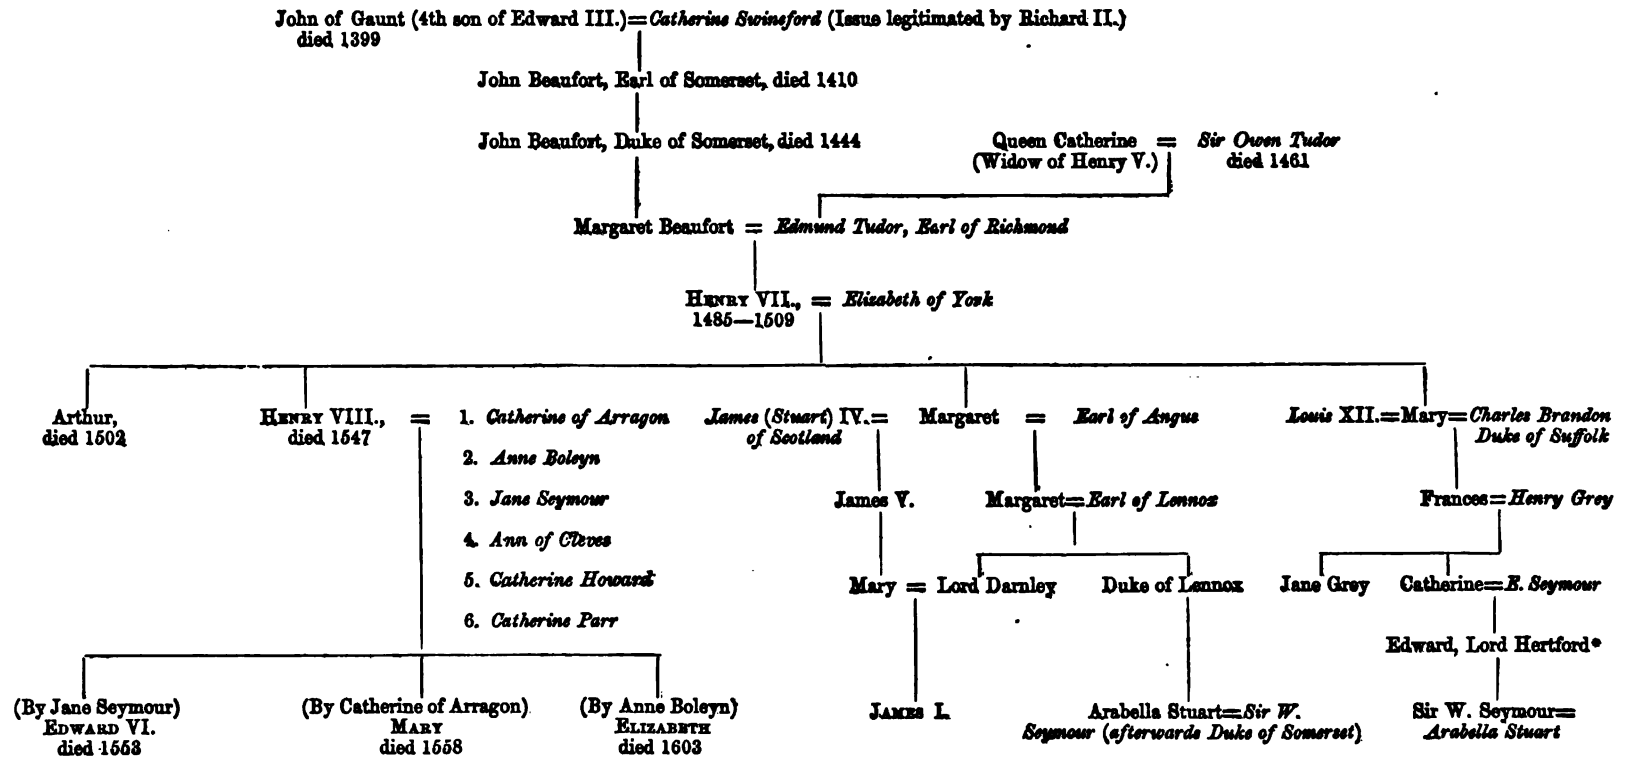 John of Gaunt (4th son of Edward III.)=Catherine Swineford (Issue legitimated by Richard II.)
died 1399
John Beaufort, Earl of Somerset, died 1410
John Beaufort, Duke of Somerset, died 1444
Queen Catherine = Sir Owen Tudor
(Widow of Henry V.) died 1461
Margaret Beaufort = Edmund Tudor, Earl of Richmond
HENRY VII., = Elizabeth of York
1485—1509
Arthur, HENRY VIII., = 1. Catherine of Arragon James (Stuart) IV.= Margaret = Earl of Angus Louis XII.=Mary=Charles Brandon
died 1502 died 1547 of Scotland Duke of Suffolk
2. Anne Boleyn
3. Jane Seymour James V. Margaret=Earl of Lennox Frances=Henry Grey
4. Ann of Cleves
5. Catherine Howard Mary = Lord Darnley Duke of Lennox Jane Grey Catherine=E. Seymour
6. Catherine Parr
Edward, Lord Hertford*
(By Jane Seymour) (By Catherine of Arragon) (By Anne Boleyn) JAMES I. Arabella Stuart=Sir W. Sir W. Seymour=
EDWARD VI. MARY ELIZABETH Seymour (afterwards Duke of Somerset) Arabella Stuart
died 1553 died 1558 died 1603